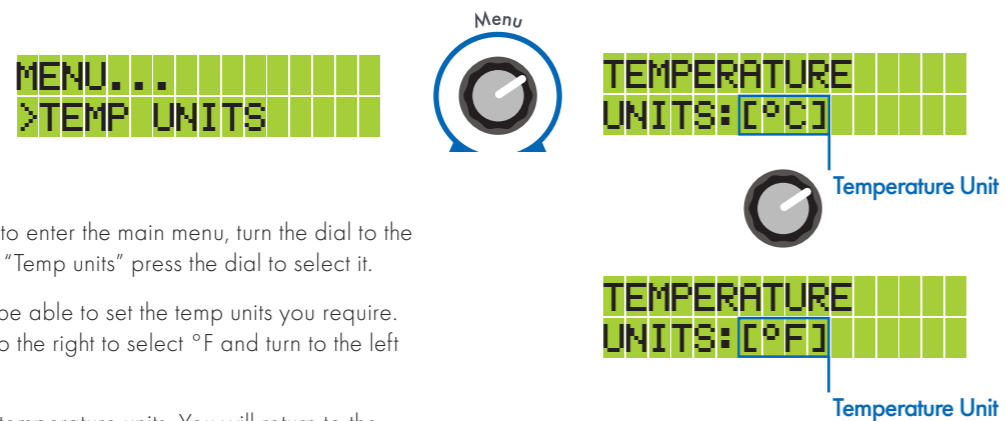 Menu
MENU...
>TEMP UNITS
TEMPERATURE
UNITS:[°C]
Temperature Unit
to enter the main menu, turn the dial to the
“Temp units” press the dial to select it.
be able to set the temp units you require.
o the right to select °F and turn to the left
TEMPERATURE
UNITS:[°F]
Temperature Unit